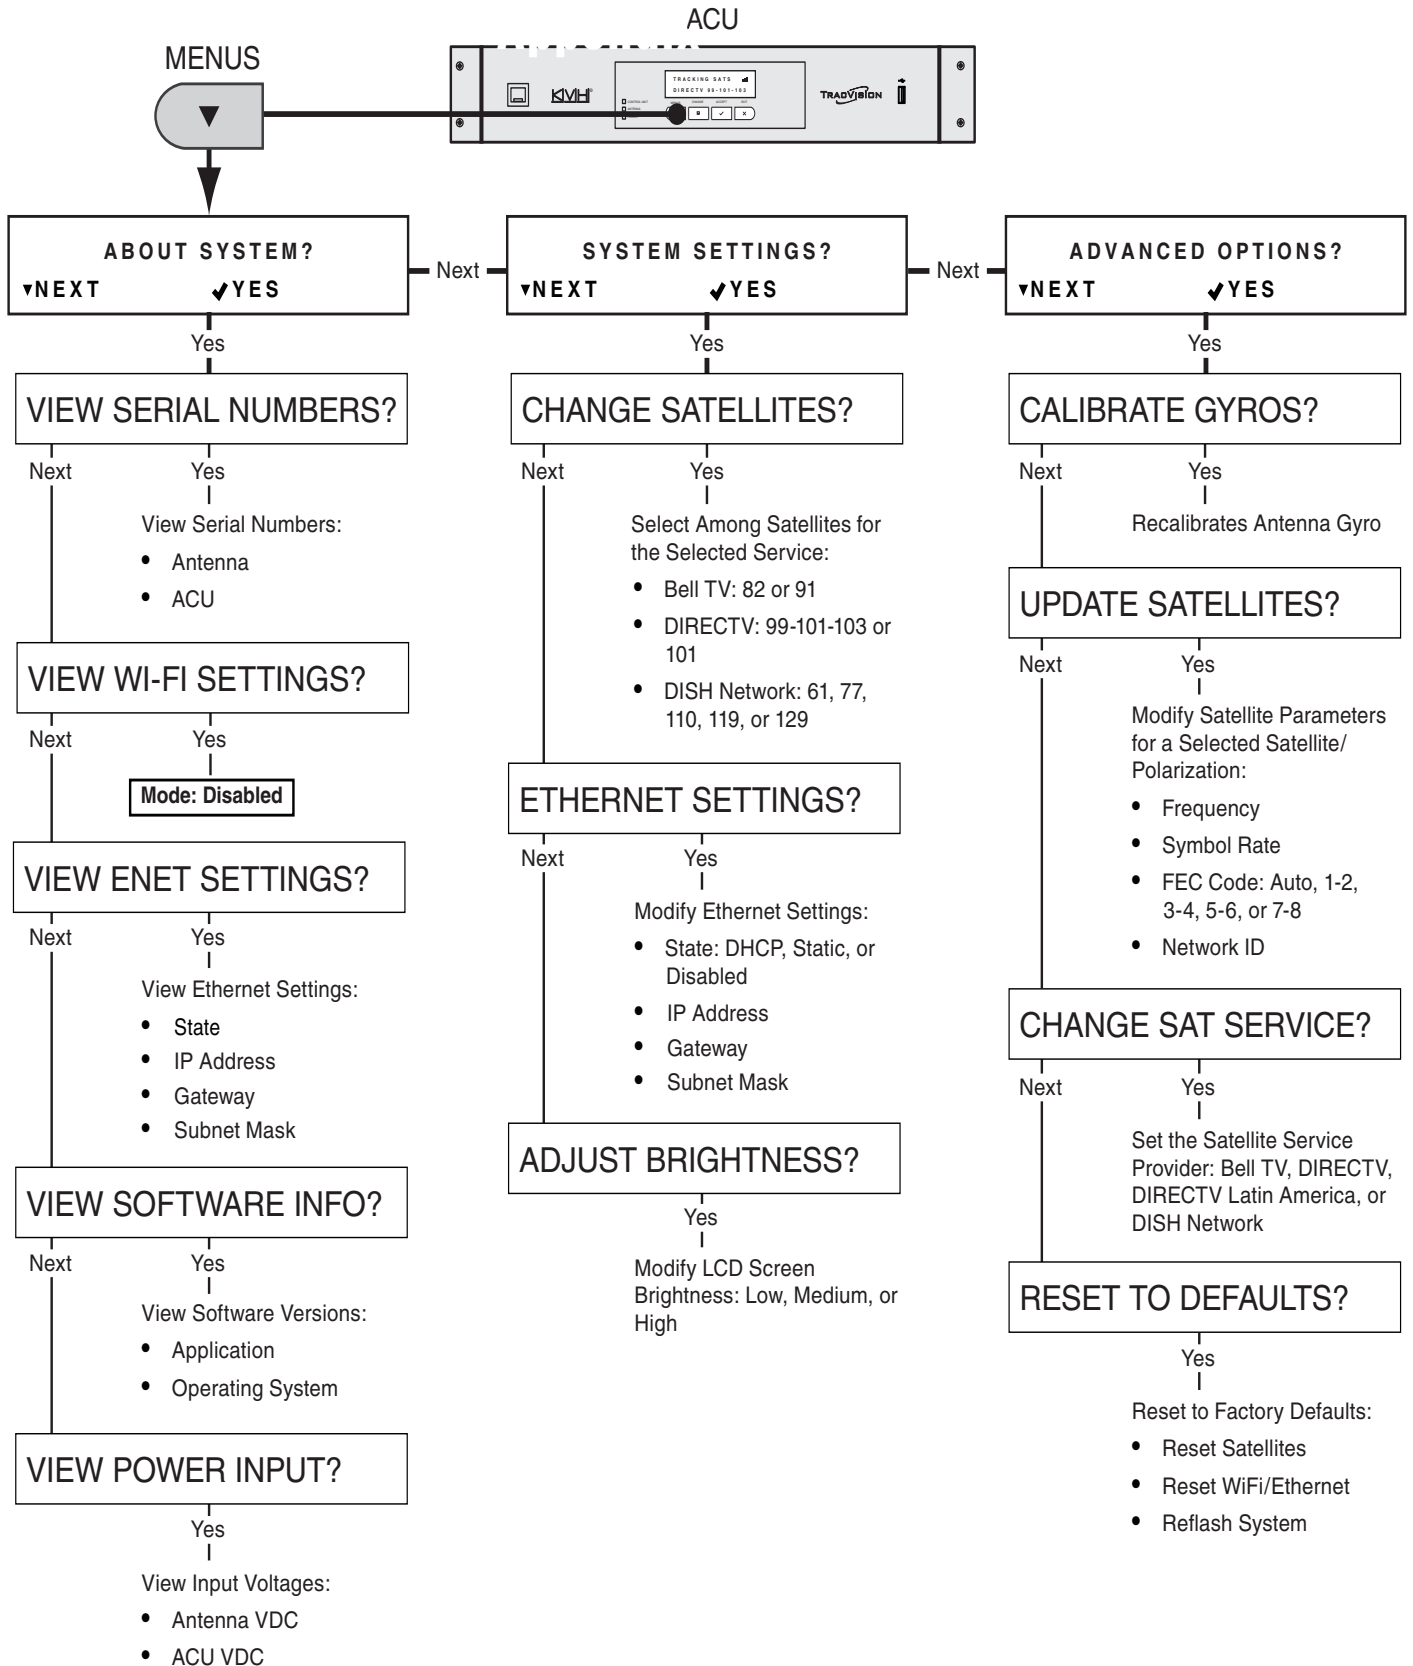 ACU
MENUS
KVH
TRACKING SATS
DIRECTV 99-101-103
TRACVISION
ABOUT SYSTEM?
▼NEXT ✓YES
Next
SYSTEM SETTINGS?
▼NEXT ✓YES
Next
ADVANCED OPTIONS?
▼NEXT ✓YES
Yes
VIEW SERIAL NUMBERS?
Next
Yes
View Serial Numbers:
• Antenna
• ACU
VIEW WI-FI SETTINGS?
Next
Yes
Mode: Disabled
VIEW ENET SETTINGS?
Next
Yes
View Ethernet Settings:
• State
• IP Address
• Gateway
• Subnet Mask
VIEW SOFTWARE INFO?
Next
Yes
View Software Versions:
• Application
• Operating System
VIEW POWER INPUT?
Yes
View Input Voltages:
• Antenna VDC
• ACU VDC
Yes
CHANGE SATELLITES?
Next
Yes
Select Among Satellites for
the Selected Service:
• Bell TV: 82 or 91
• DIRECTV: 99-101-103 or
101
• DISH Network: 61, 77,
110, 119, or 129
ETHERNET SETTINGS?
Next
Yes
Modify Ethernet Settings:
• State: DHCP, Static, or
Disabled
• IP Address
• Gateway
• Subnet Mask
ADJUST BRIGHTNESS?
Yes
Modify LCD Screen
Brightness: Low, Medium, or
High
Yes
CALIBRATE GYROS?
Next
Yes
Recalibrates Antenna Gyro
UPDATE SATELLITES?
Next
Yes
Modify Satellite Parameters
for a Selected Satellite/
Polarization:
• Frequency
• Symbol Rate
• FEC Code: Auto, 1-2,
3-4, 5-6, or 7-8
• Network ID
CHANGE SAT SERVICE?
Next
Yes
Set the Satellite Service
Provider: Bell TV, DIRECTV,
DIRECTV Latin America, or
DISH Network
RESET TO DEFAULTS?
Yes
Reset to Factory Defaults:
• Reset Satellites
• Reset WiFi/Ethernet
• Reflash System